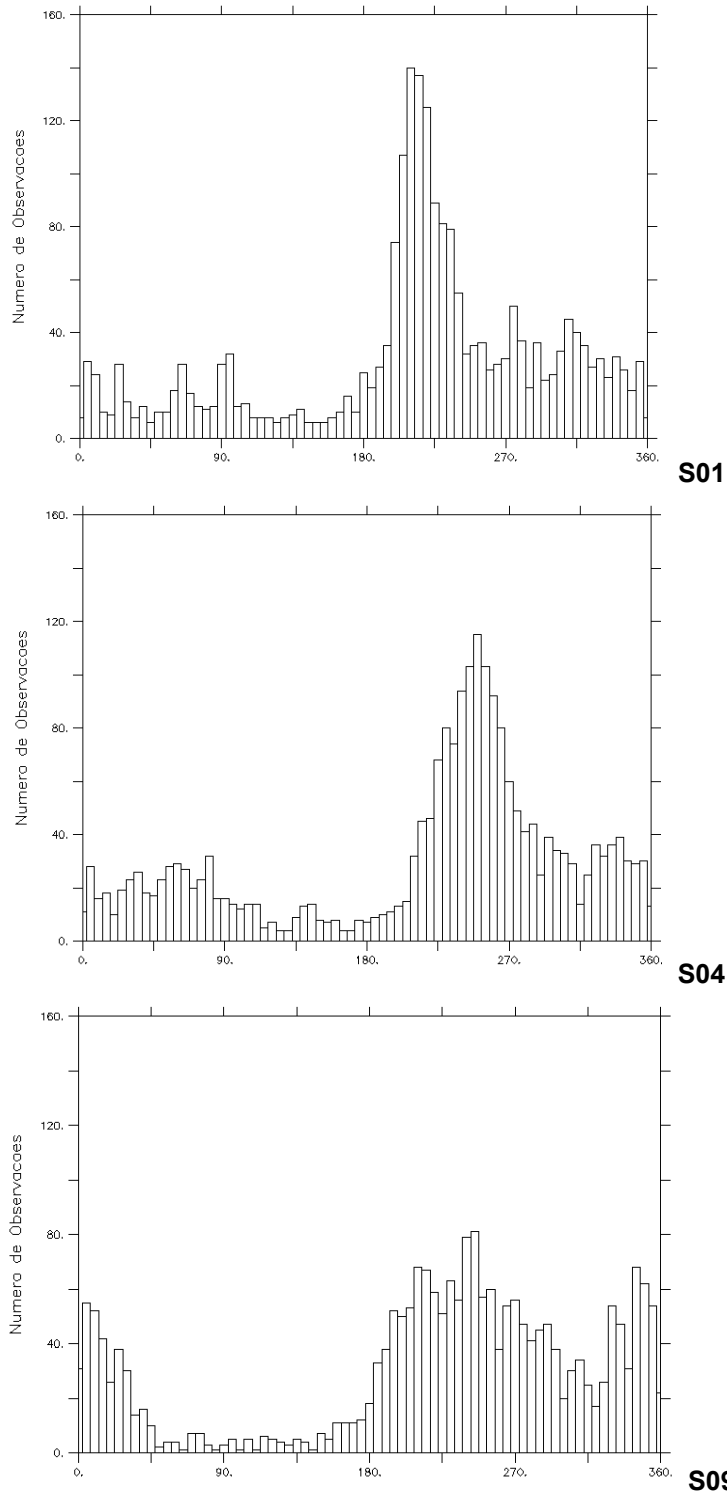 160.
120.
80.
40.
0.
Numero de Observacoes
0. 90. 180. 270. 360.
S01
160.
120.
80.
40.
0.
Numero de Observacoes
0. 90. 180. 270. 360.
S04
160.
120.
80.
40.
0.
Numero de Observacoes
0. 90. 180. 270. 360.
S09